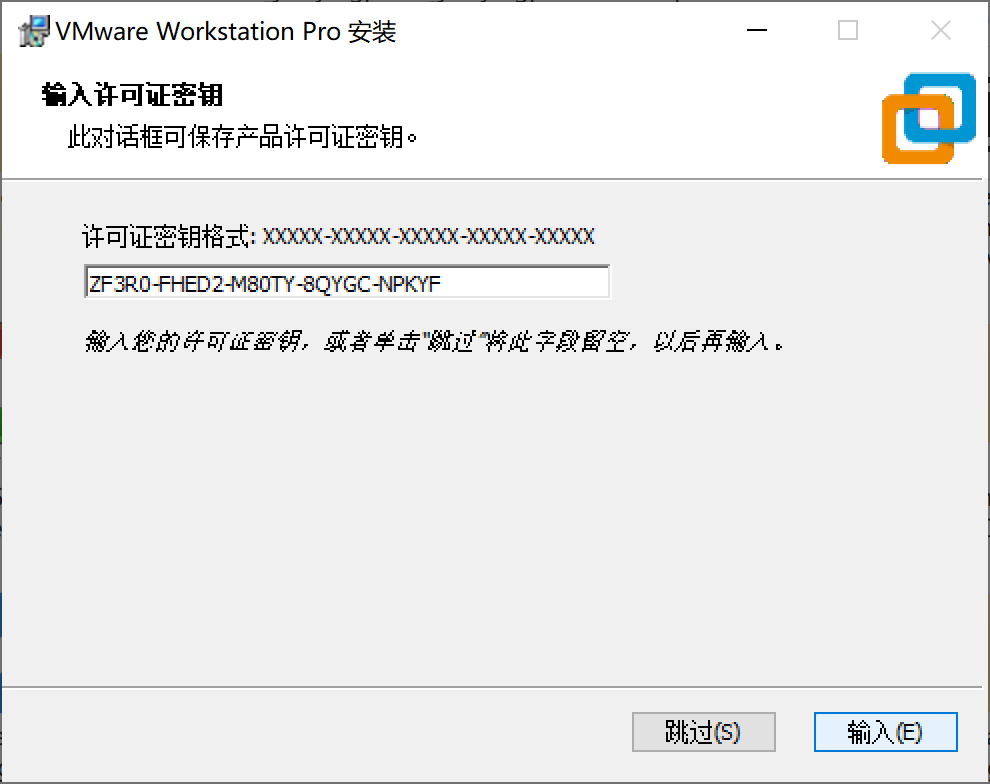 VMware Workstation Pro 安装
输入许可证密钥
此对话框可保存产品许可证密钥。
许可证密钥格式: XXXXX-XXXXX-XXXXX-XXXXX-XXXXX
ZF3R0-FHED2-M80TY-8QYGC-NPKYF
输入您的许可证密钥，或者单击"跳过"将此字段留空，以后再输入。
跳过(S) 输入(E)